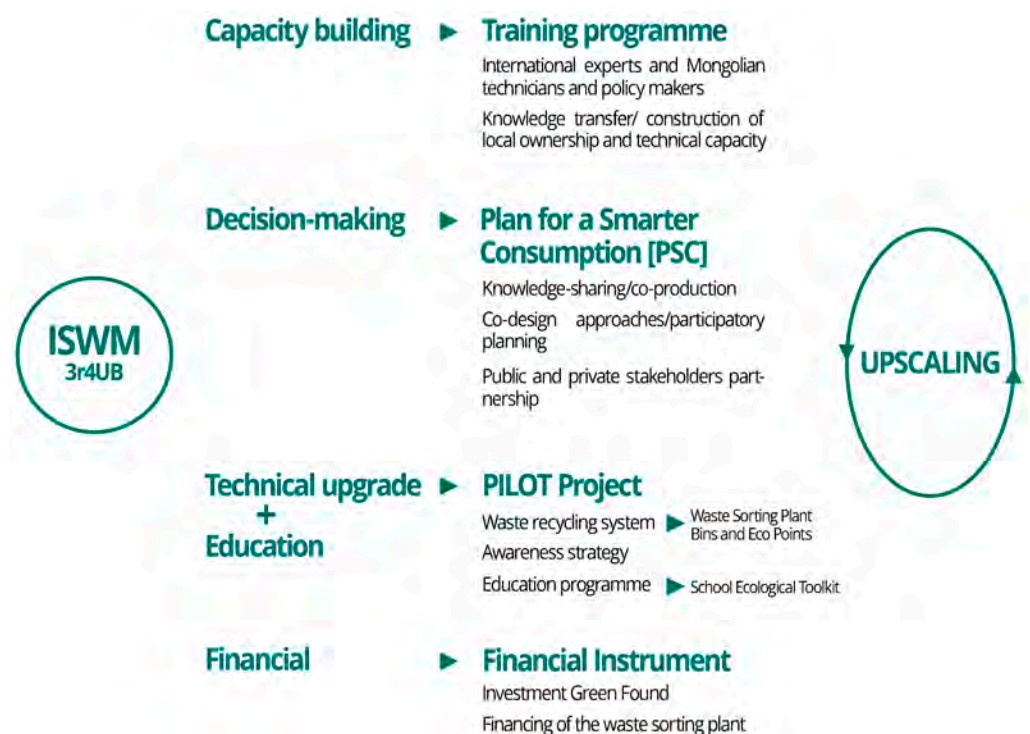 Capacity building
Training programme
International experts and Mongolian
technicians and policy makers
Knowledge transfer/ construction of
local ownership and technical capacity
Decision-making
Plan for a Smarter
Consumption [PSC]
Knowledge-sharing/co-production
Co-design approaches/participatory
planning
Public and private stakeholders part-
nership
ISWM
3r4UB
UPSCALING
Technical upgrade
+
Education
PILOT Project
Waste recycling system
Waste Sorting Plant
Bins and Eco Points
Awareness strategy
Education programme
School Ecological Toolkit
Financial
Financial Instrument
Investment Green Found
Financing of the waste sorting plant